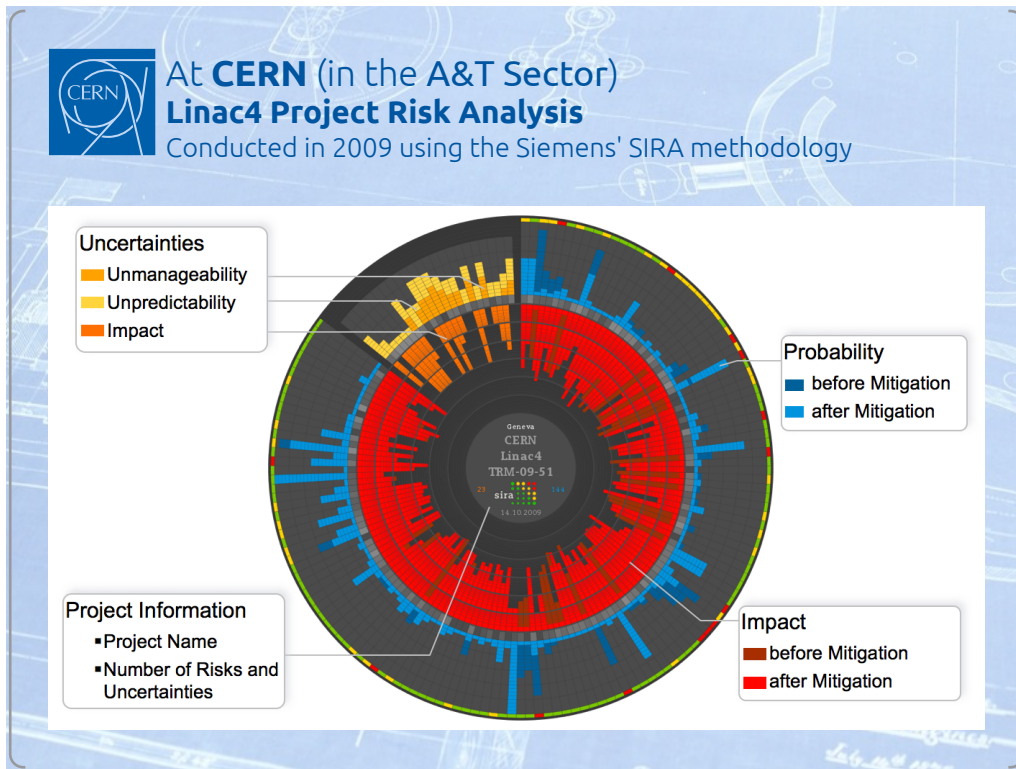 CERN
At CERN (in the A&T Sector)
Linac4 Project Risk Analysis
Conducted in 2009 using the Siemens' SIRA methodology
Uncertainties
Unmanageability
Unpredictability
Impact
Probability
before Mitigation
after Mitigation
Geneva
CERN
Linac4
TRM-09-51
23 sira 144
14.10.2009
Project Information
▪Project Name
▪Number of Risks and
Uncertainties
Impact
before Mitigation
after Mitigation